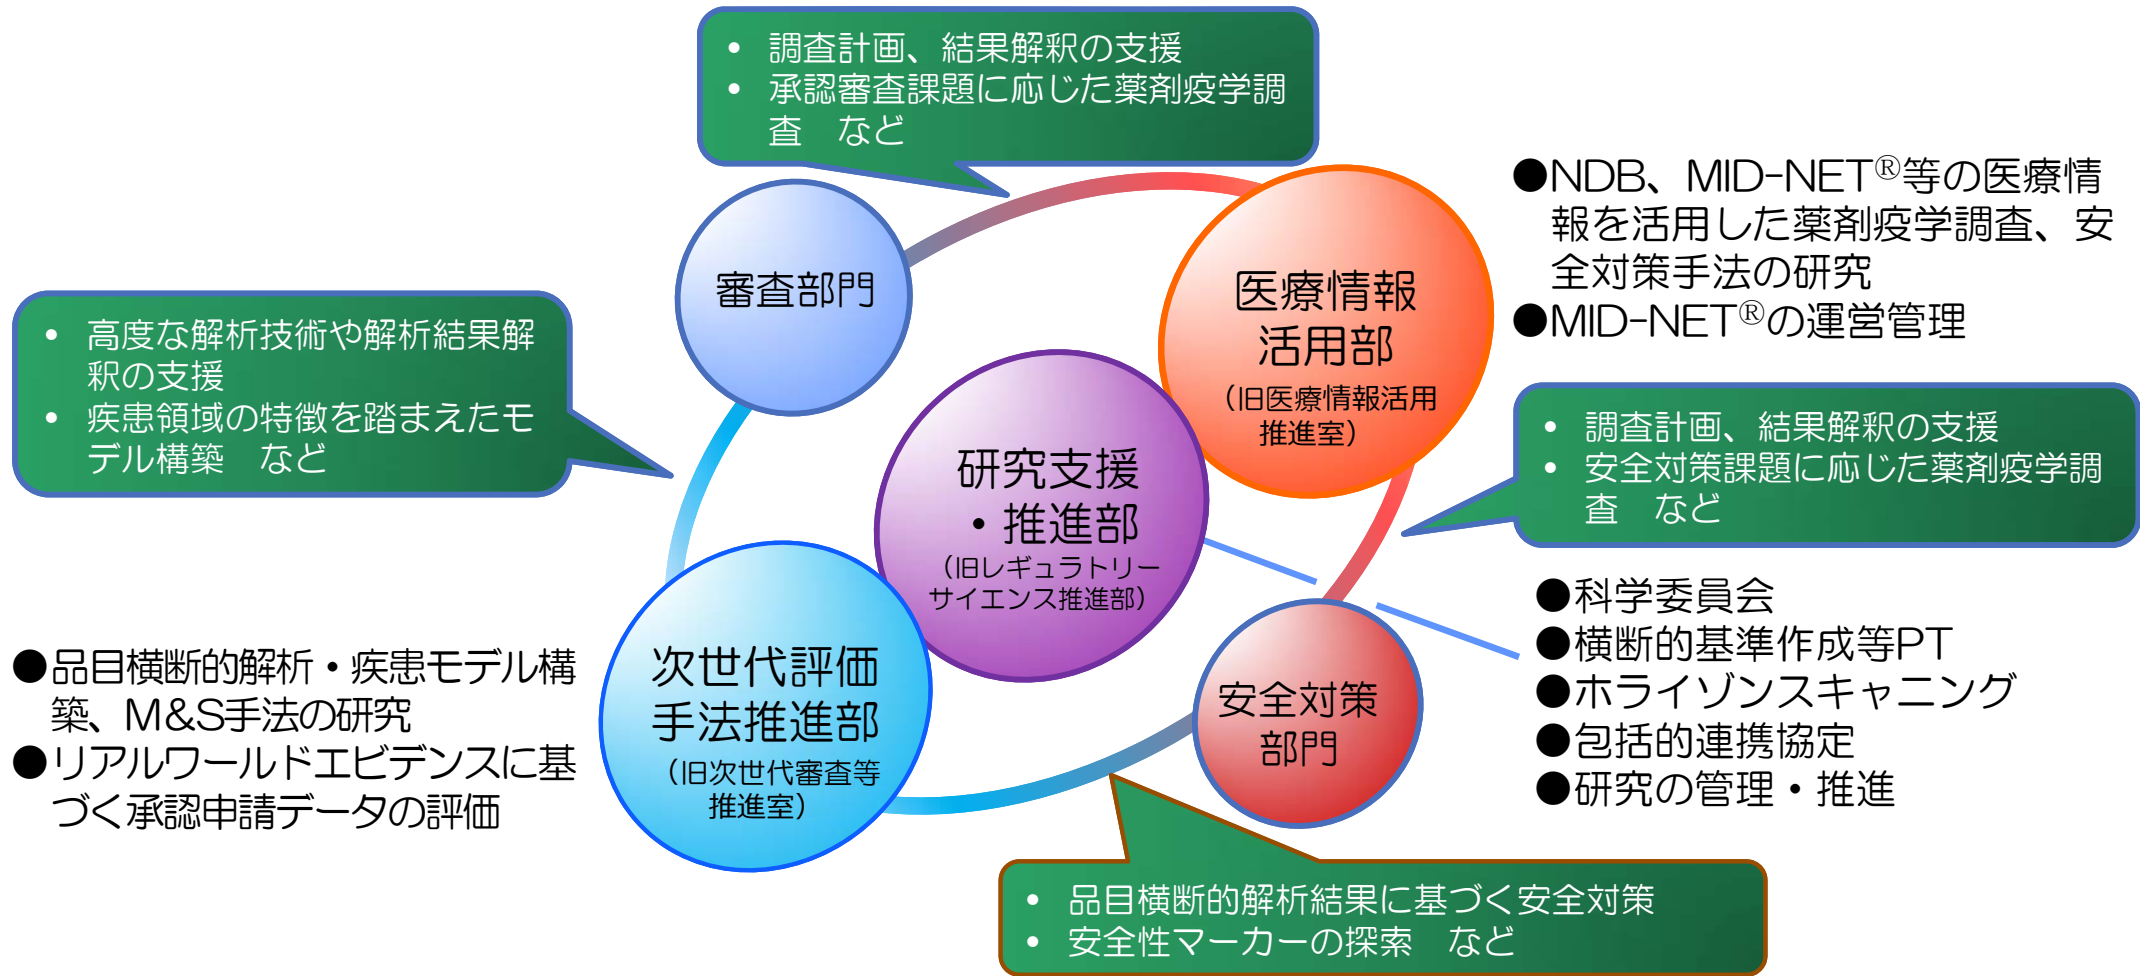 • 調査計画、結果解釈の支援
• 承認審査課題に応じた薬剤疫学調
査　など
●NDB、MID-NET®等の医療情
報を活用した薬剤疫学調査、安
全対策手法の研究
●MID-NET®の運営管理
審査部門
医療情報
活用部
（旧医療情報活用
推進室）
• 高度な解析技術や解析結果解
釈の支援
• 疾患領域の特徴を踏まえたモ
デル構築　など
研究支援
・推進部
（旧レギュラトリー
サイエンス推進部）
• 調査計画、結果解釈の支援
• 安全対策課題に応じた薬剤疫学調
査　など
●品目横断的解析・疾患モデル構
築、M&S手法の研究
●リアルワールドエビデンスに基
づく承認申請データの評価
次世代評価
手法推進部
（旧次世代審査等
推進室）
安全対策
部門
●科学委員会
●横断的基準作成等PT
●ホライゾンスキャニング
●包括的連携協定
●研究の管理・推進
• 品目横断的解析結果に基づく安全対策
• 安全性マーカーの探索　など